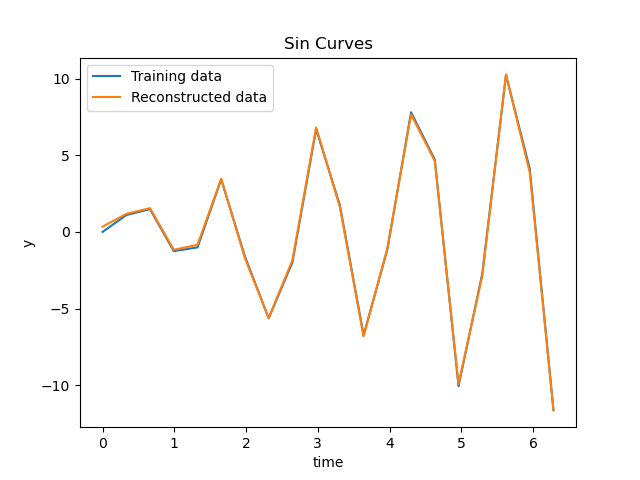 Sin Curves
Training data
Reconstructed data
10
5
0
−5
−10
y
0 1 2 3 4 5 6
time